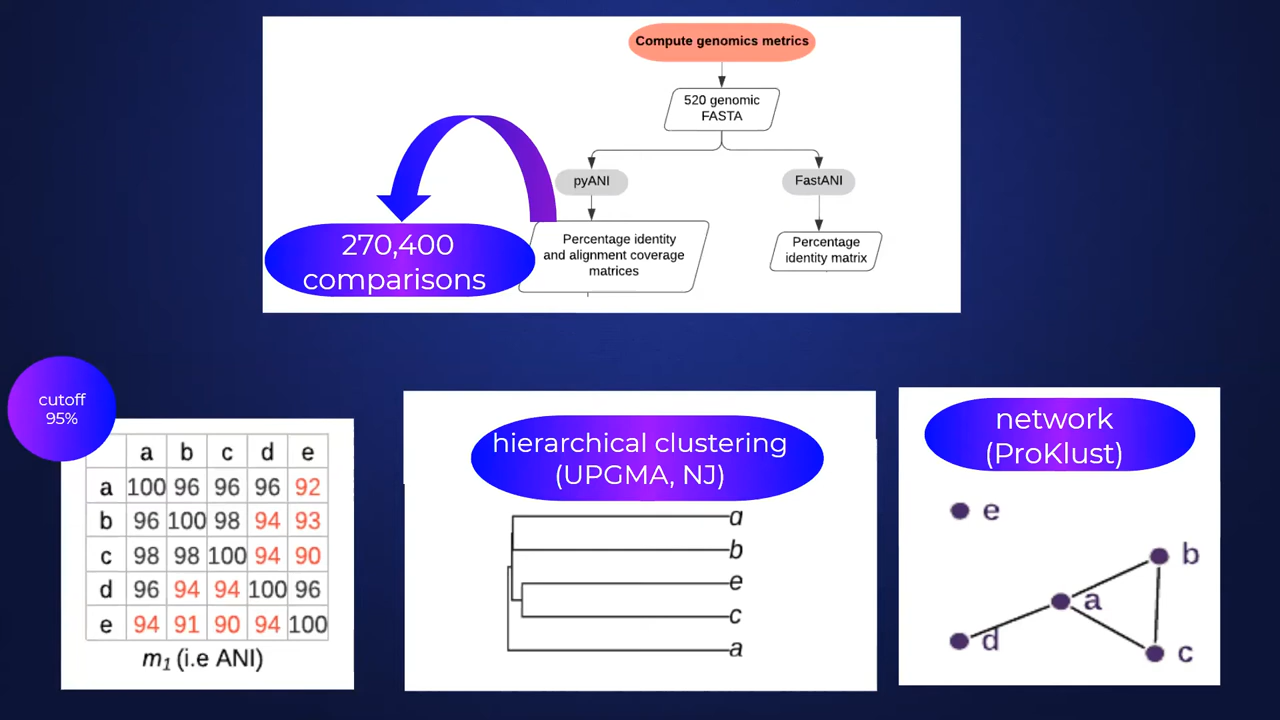 Compute genomics metrics
520 genomic
FASTA
pyANI
FastANI
270,400
comparisons
Percentage identity
and alignment coverage
matrices
Percentage
identity matrix
cutoff
95%
a b c d e
a 100 96 96 96 92
b 96 100 98 94 93
c 98 98 100 94 90
d 96 94 94 100 96
e 94 91 90 94 100
m1 (i.e ANI)
hierarchical clustering
(UPGMA, NJ)
d
b
e
c
a
network
(ProKlust)
e
b
a
d
c